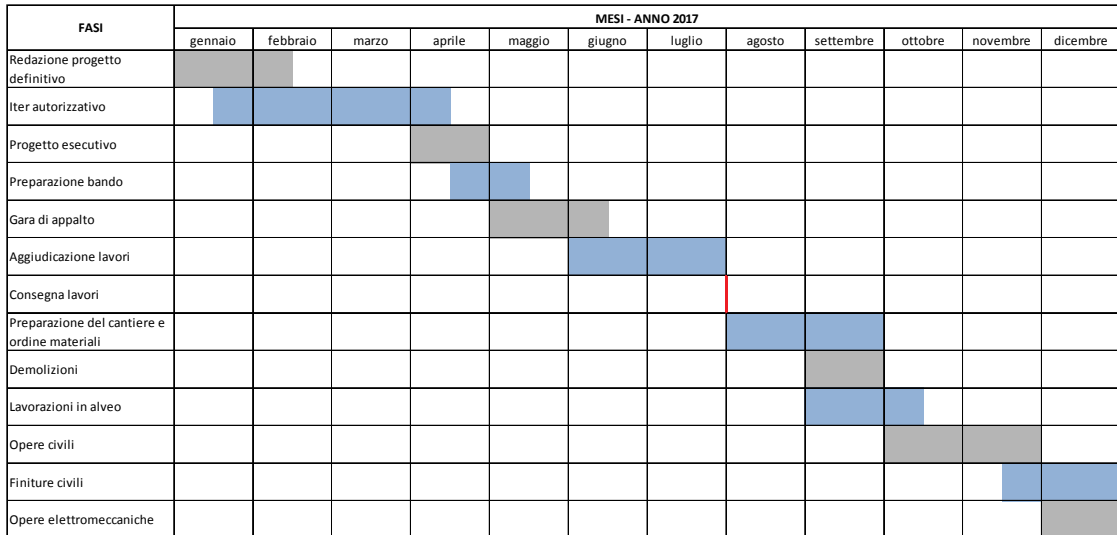 FASI
MESI - ANNO 2017
gennaio febbraio marzo aprile maggio giugno luglio agosto settembre ottobre novembre dicembre
Redazione progetto
definitivo
Iter autorizzativo
Progetto esecutivo
Preparazione bando
Gara di appalto
Aggiudicazione lavori
Consegna lavori
Preparazione del cantiere e
ordine materiali
Demolizioni
Lavorazioni in alveo
Opere civili
Finiture civili
Opere elettromeccaniche